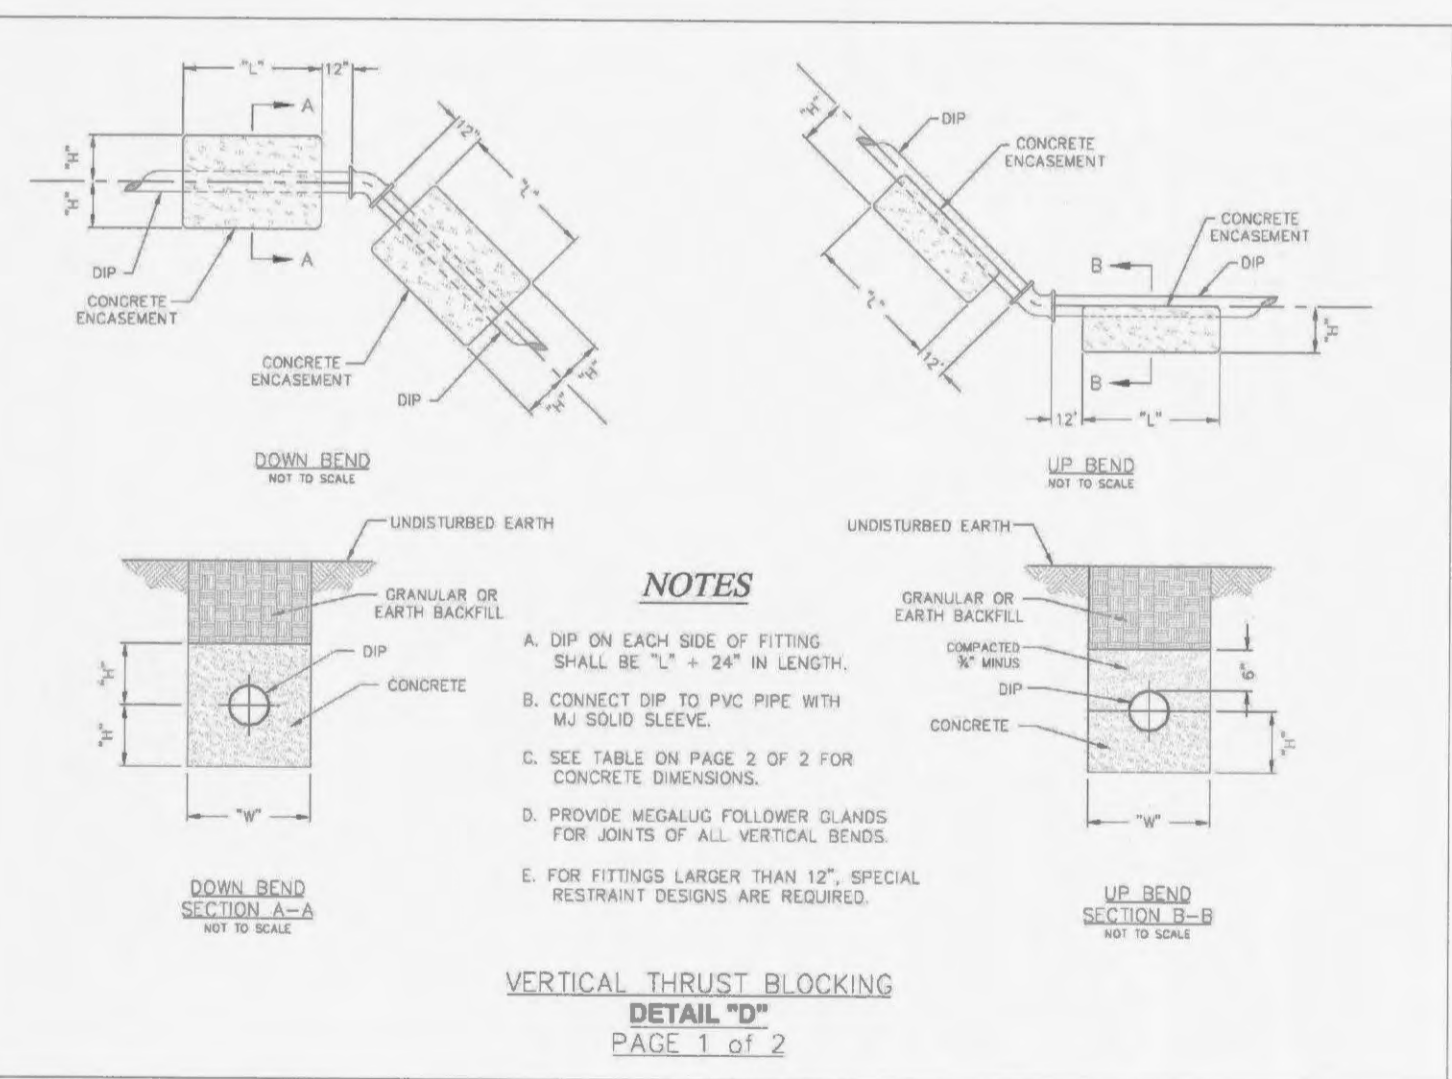 "L"
12"
A
"H"
"H"
A
DIP
CONCRETE
ENCASEMENT
12"
"L"
CONCRETE
ENCASEMENT
DIP
"H"
"H"
DOWN BEND
NOT TO SCALE
"H"
DIP
CONCRETE
ENCASEMENT
CONCRETE
ENCASEMENT
DIP
B
"L"
12'
B
"H"
12'
"L"
UP BEND
NOT TO SCALE
UNDISTURBED EARTH
GRANULAR OR
EARTH BACKFILL
DIP
CONCRETE
"H"
"H"
"W"
DOWN BEND
SECTION A-A
NOT TO SCALE
NOTES
A. DIP ON EACH SIDE OF FITTING
SHALL BE "L" + 24" IN LENGTH.
B. CONNECT DIP TO PVC PIPE WITH
MJ SOLID SLEEVE.
C. SEE TABLE ON PAGE 2 OF 2 FOR
CONCRETE DIMENSIONS.
D. PROVIDE MEGALUG FOLLOWER GLANDS
FOR JOINTS OF ALL VERTICAL BENDS.
E. FOR FITTINGS LARGER THAN 12", SPECIAL
RESTRAINT DESIGNS ARE REQUIRED.
UNDISTURBED EARTH
GRANULAR OR
EARTH BACKFILL
COMPACTED
¾" MINUS
DIP
CONCRETE
6"
"H"
"W"
UP BEND
SECTION B-B
NOT TO SCALE
VERTICAL THRUST BLOCKING
DETAIL "D"
PAGE 1 of 2